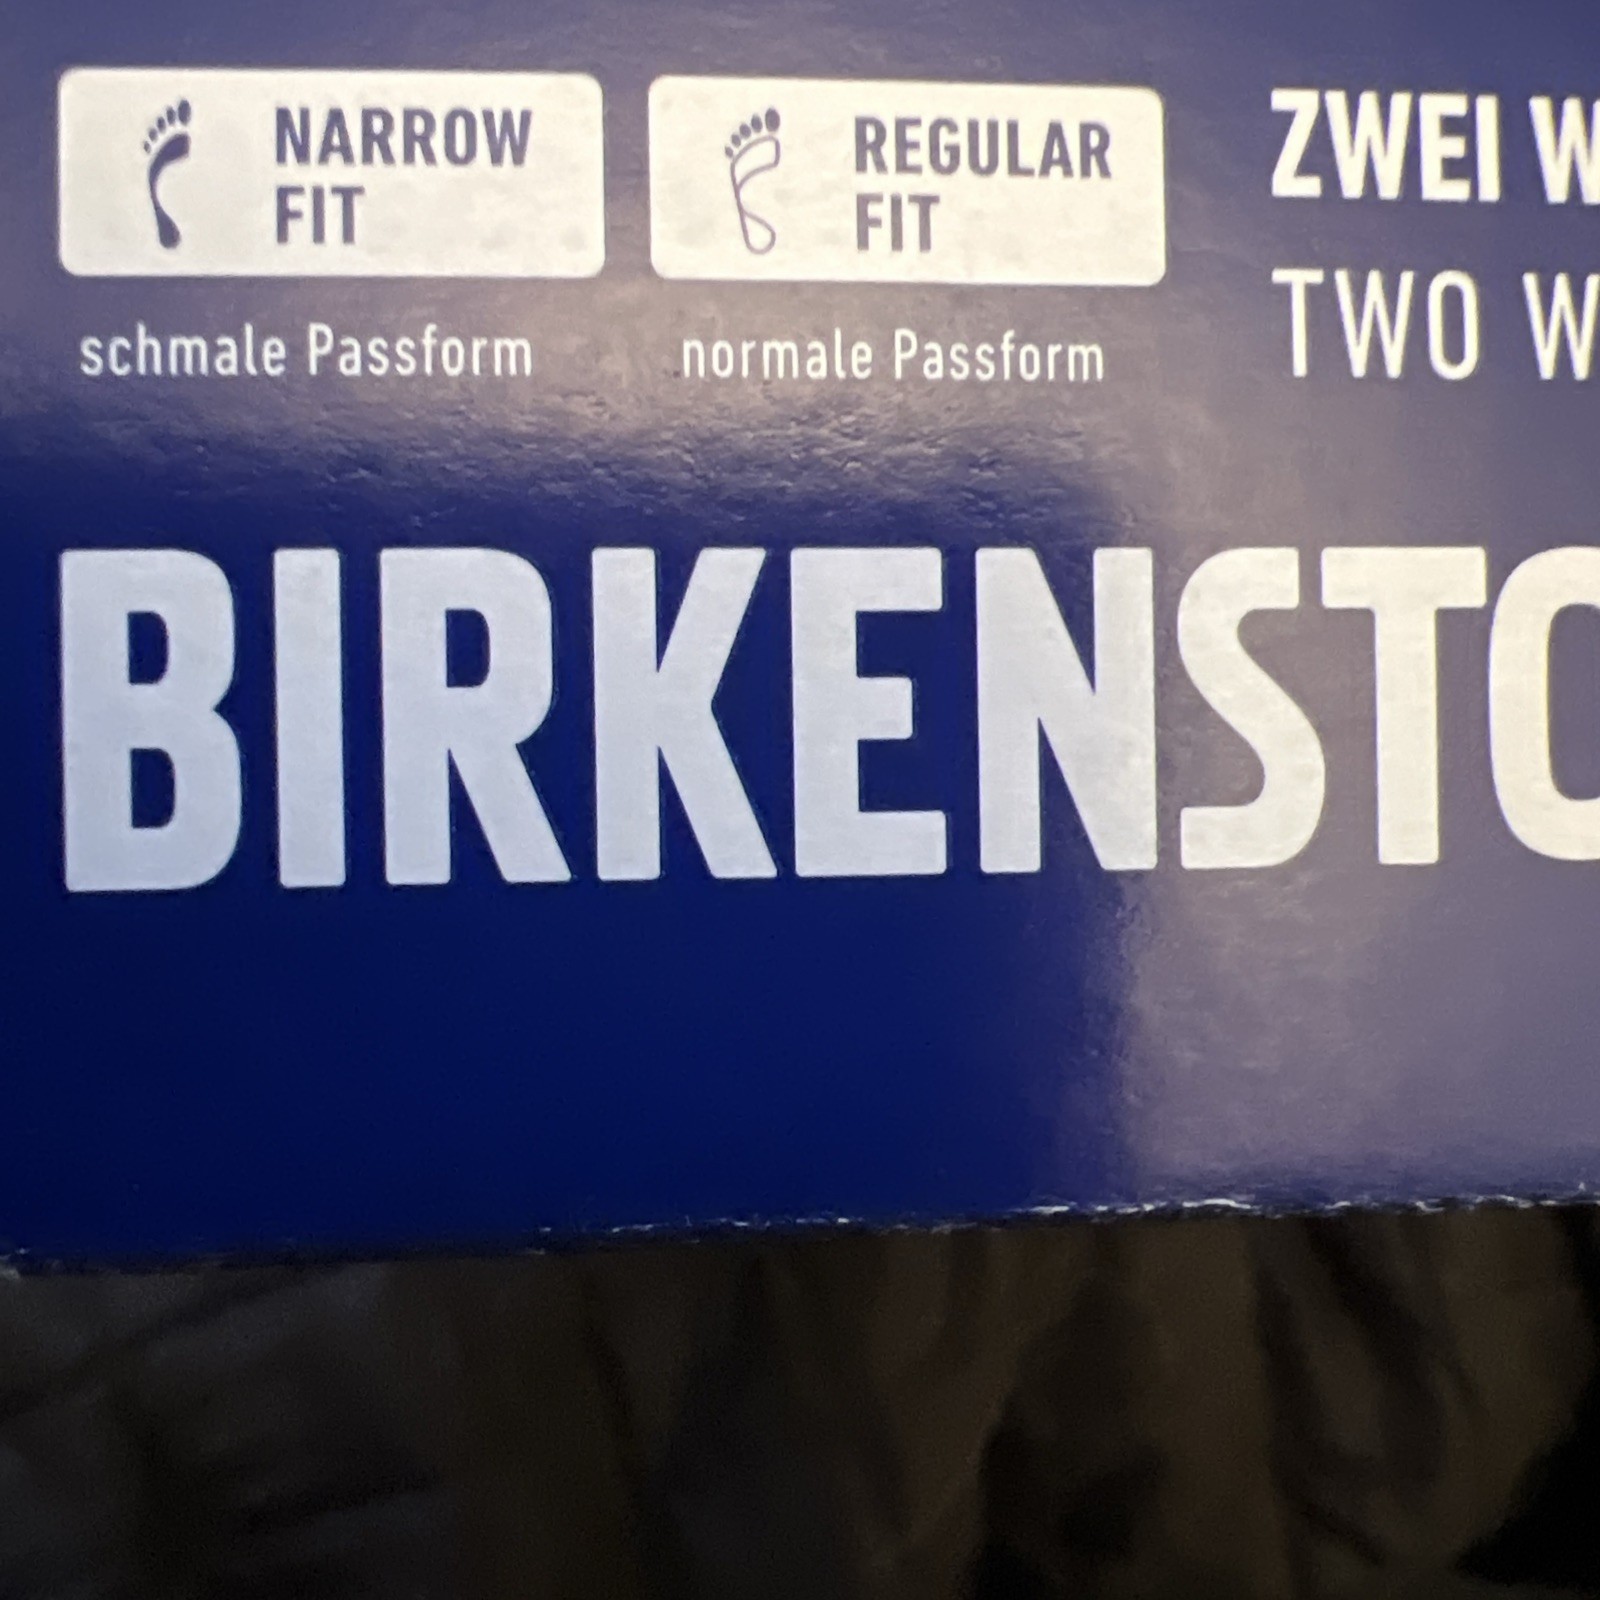 NARROW
FIT
schmale Passform
REGULAR
FIT
normale Passform
ZWEI W
TWO W
BIRKENSTO